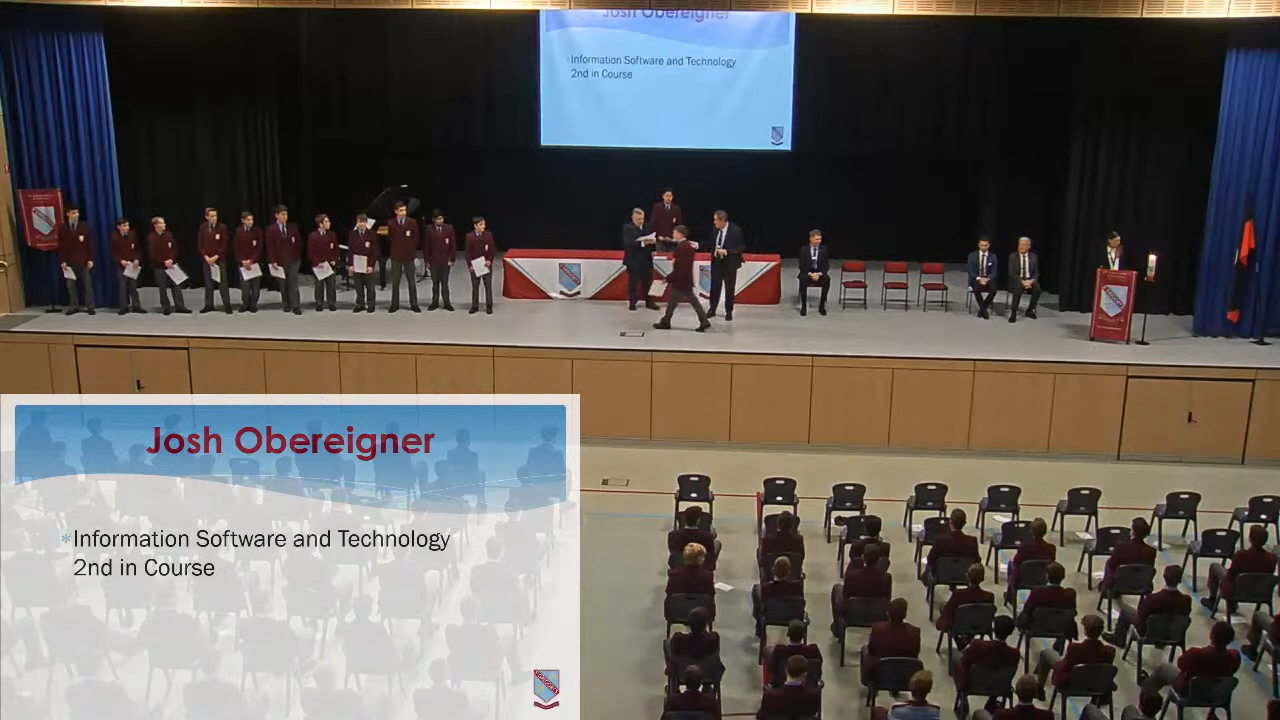 Josh Obereigner
Information Software and Technology
2nd in Course
Josh Obereigner
*Information Software and Technology
2nd in Course